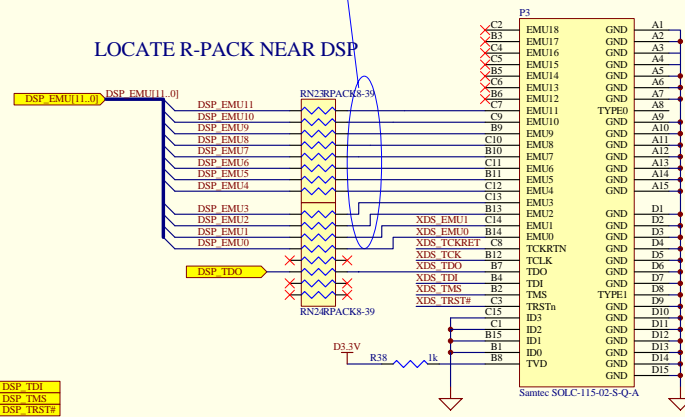 P3
LOCATE R-PACK NEAR DSP
DSP_EMU[11..0]
DSP_EMU[11..0]
RN23RPACK8-39
DSP_EMU11
DSP_EMU10
DSP_EMU9
DSP_EMU8
DSP_EMU7
DSP_EMU6
DSP_EMU5
DSP_EMU4
DSP_EMU3
DSP_EMU2
DSP_EMU1
DSP_EMU0
DSP_TDO
RN24RPACK8-39
XDS_EMU1
XDS_EMU0
XDS_TCKRET
XDS_TCK
XDS_TDO
XDS_TDI
XDS_TMS
XDS_TRST#
D3.3V
R38
1k
C2 EMU18 GND A1
B3 EMU17 GND A2
C4 EMU16 GND A3
C5 EMU15 GND A4
B5 EMU14 GND A5
C6 EMU13 GND A6
B6 EMU12 GND A7
C7 EMU11 TYPE0 A8
C9 EMU10 GND A9
B9 EMU9 GND A10
C10 EMU8 GND A11
B10 EMU7 GND A12
C11 EMU6 GND A13
B11 EMU5 GND A14
C12 EMU4 GND A15
C13 EMU3
B13 EMU2 GND D1
C14 EMU1 GND D2
B14 EMU0 GND D3
C8 TCKRTN GND D4
B12 TCLK GND D5
B7 TDO GND D6
B4 TDI GND D7
B2 TMS TYPE1 D8
C3 TRSTn GND D9
C15 ID3 GND D10
C1 ID2 GND D11
B15 ID1 GND D12
B1 ID0 GND D13
B8 TVD GND D14
GND D15
Samtec SOLC-115-02-S-Q-A
DSP_TDI
DSP_TMS
DSP_TRST#